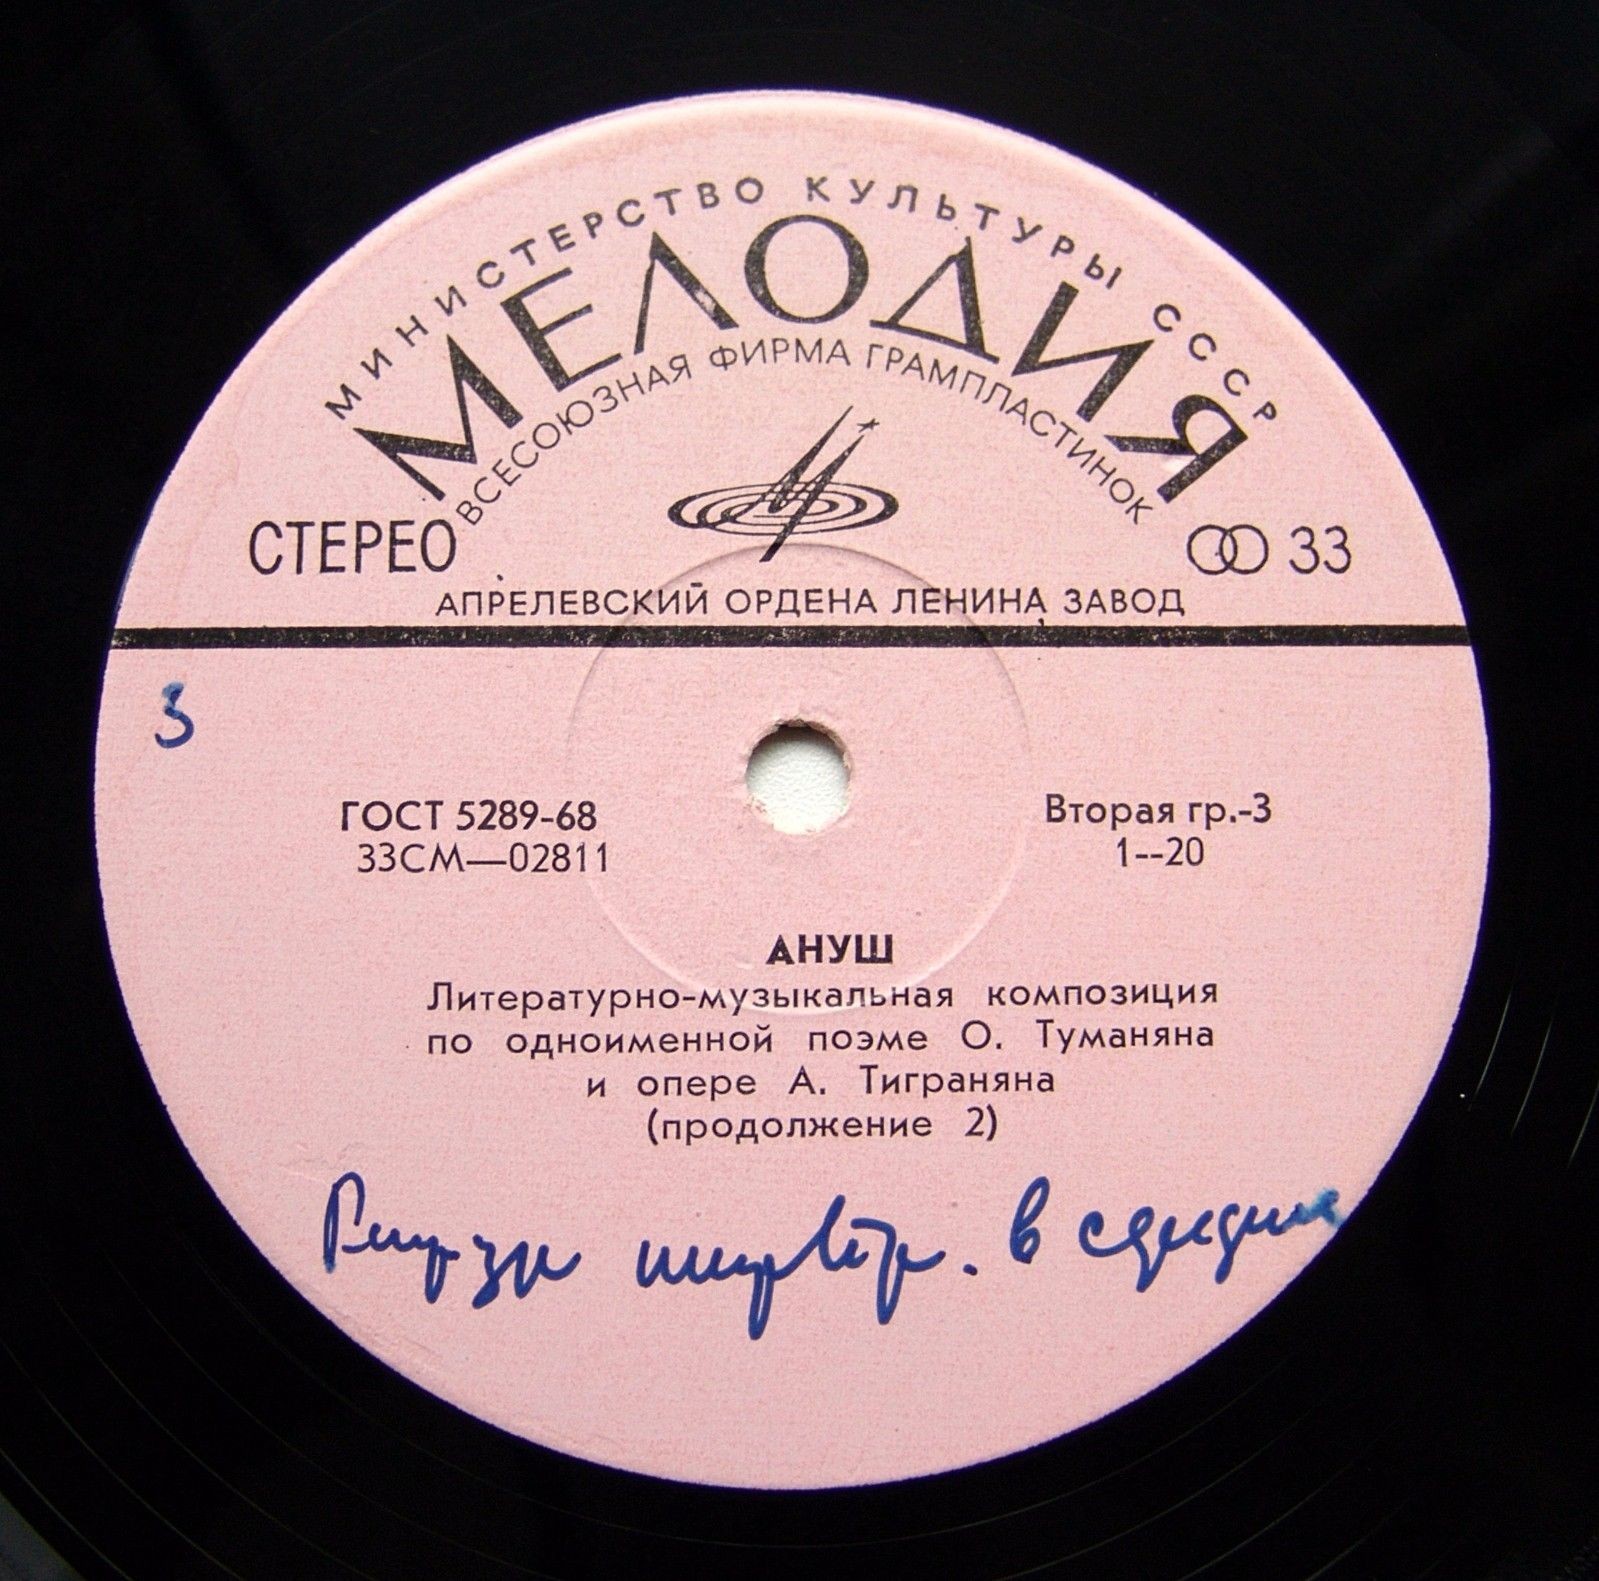 МИНИСТЕРСТВО КУЛЬТУРЫ СССР
МЕЛОДИЯ
ВСЕСОЮЗНАЯ ФИРМА ГРАМПЛАСТИНОК
СТЕРЕО
33
АПРЕЛЕВСКИЙ ОРДЕНА ЛЕНИНА ЗАВОД
3
ГОСТ 5289-68
33СМ—02811
Вторая гр.-3
1--20
АНУШ
Литературно-музыкальная композиция
по одноименной поэме О. Туманяна
и опере А. Тиграняна
(продолжение 2)
в